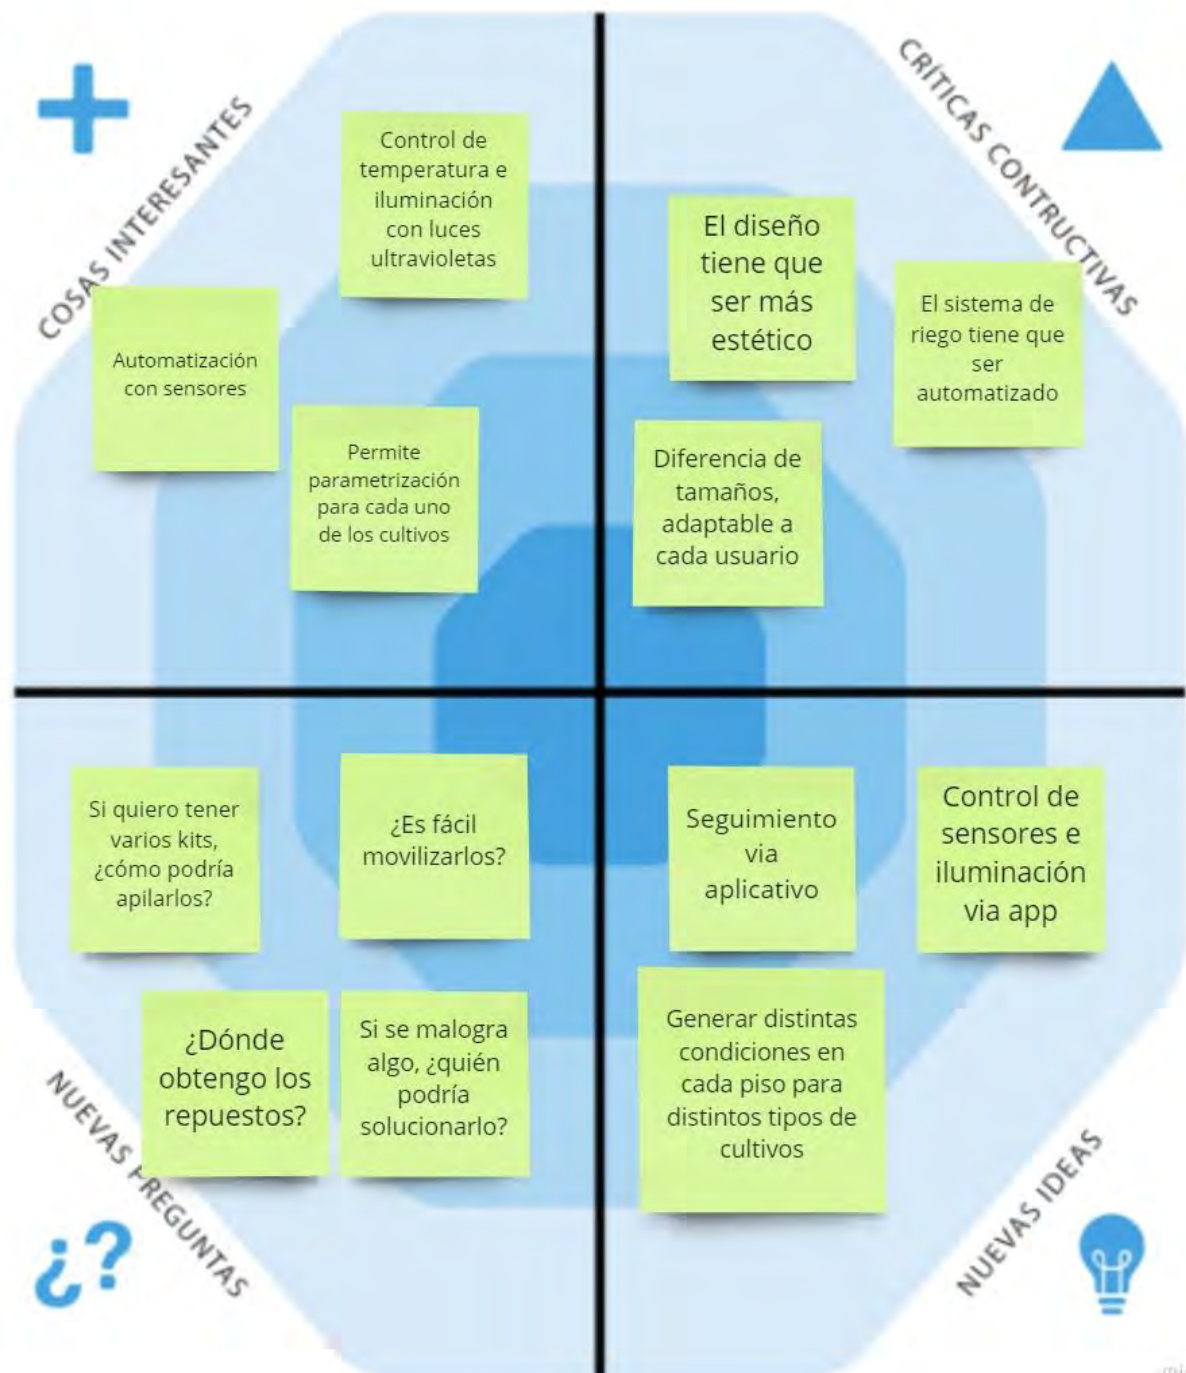 COSAS INTERESANTES
Control de
temperatura e
iluminación
con luces
ultravioletas
Automatización
con sensores
Permite
parametrización
para cada uno
de los cultivos
CRÍTICAS CONTRUCTIVAS
El diseño
tiene que
ser más
estético
El sistema de
riego tiene que
ser
automatizado
Diferencia de
tamaños,
adaptable a
cada usuario
Si quiero tener
varios kits,
¿cómo podría
apilarlos?
¿Es fácil
movilizarlos?
¿Dónde
obtengo los
repuestos?
Si se malogra
algo, ¿quién
podría
solucionarlo?
NUEVAS PREGUNTAS
¿?
Seguimiento
via
aplicativo
Control de
sensores e
iluminación
via app
Generar distintas
condiciones en
cada piso para
distintos tipos de
cultivos
NUEVAS IDEAS